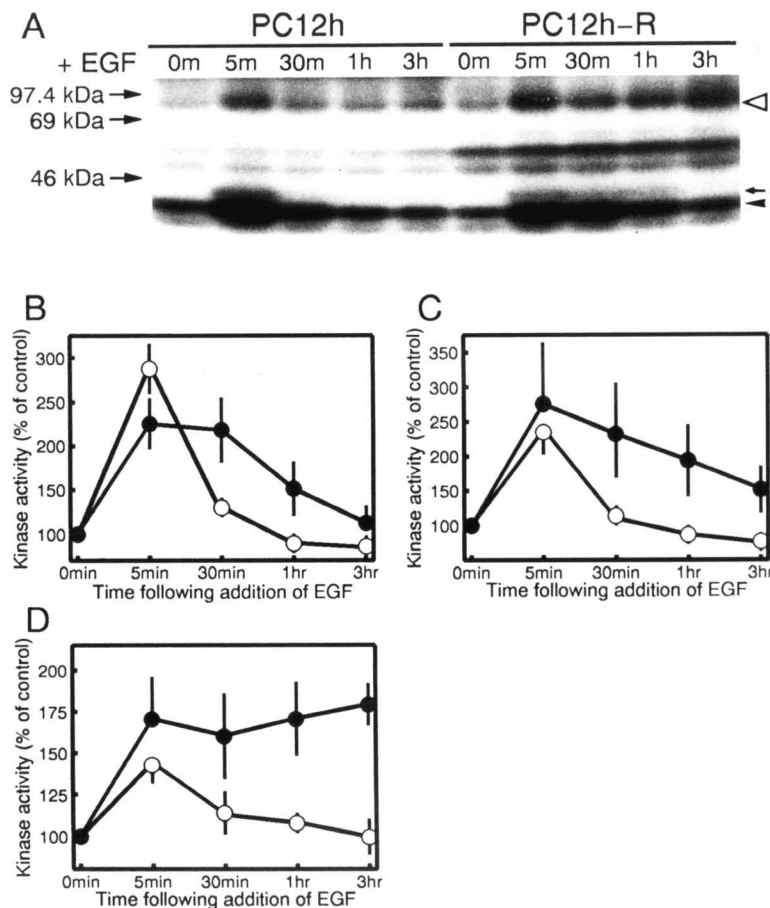 A
PC12h
PC12h-R
+ EGF
0m 5m 30m 1h 3h 0m 5m 30m 1h 3h
97.4 kDa
69 kDa
46 kDa
B
Kinase activity (% of control)
300
250
200
150
100
0min 5min 30min 1hr 3hr
Time following addition of EGF
C
Kinase activity (% of control)
350
300
250
200
150
100
0min 5min 30min 1hr 3hr
Time following addition of EGF
D
Kinase activity (% of control)
200
175
150
125
100
0min 5min 30min 1hr 3hr
Time following addition of EGF